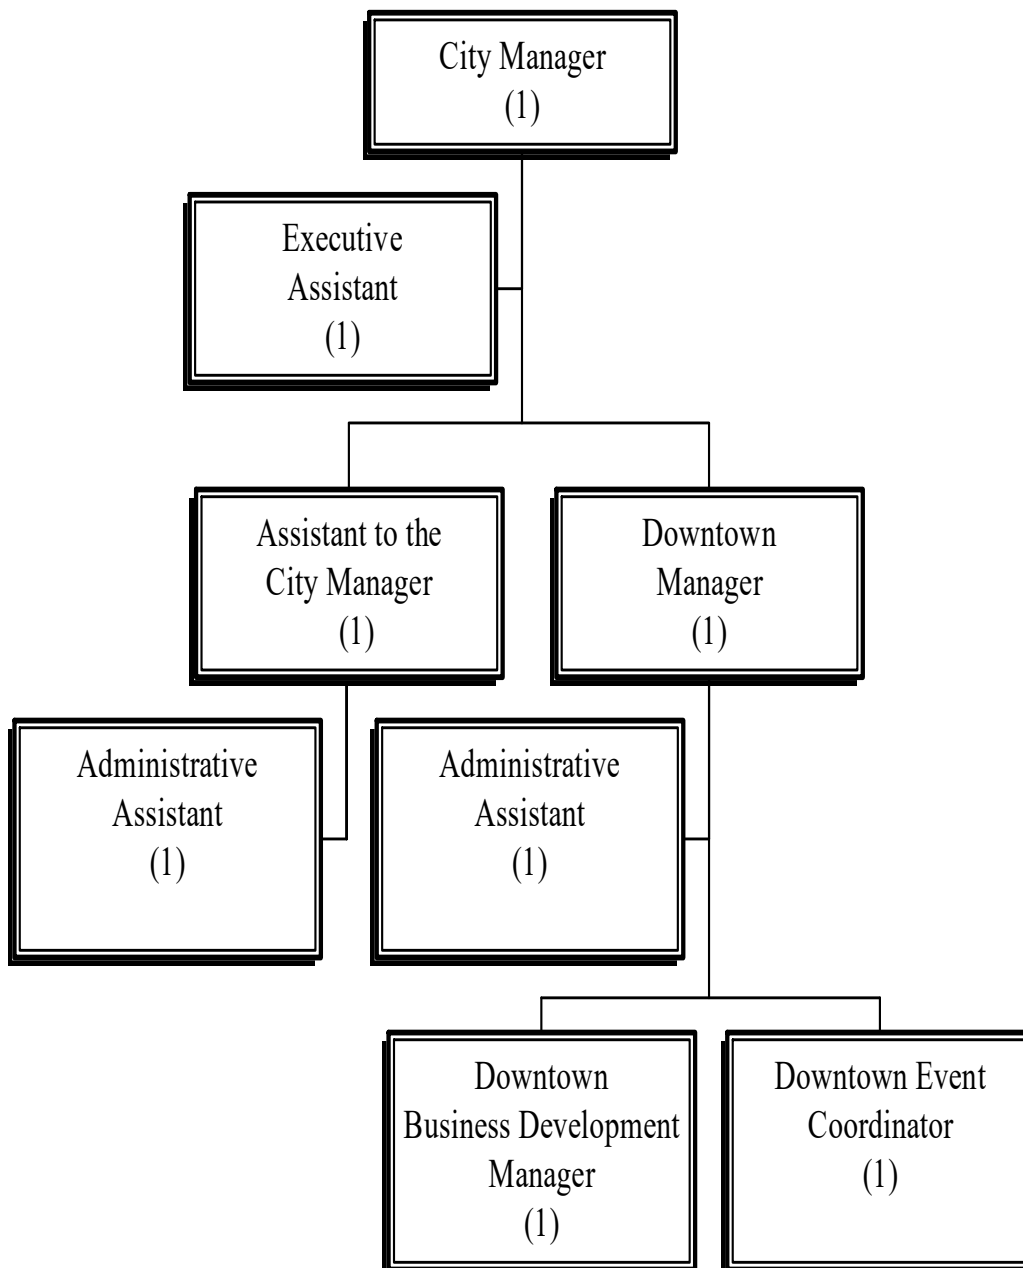 City Manager
(1)
Executive
Assistant
(1)
Assistant to the
City Manager
(1)
Downtown
Manager
(1)
Administrative
Assistant
(1)
Administrative
Assistant
(1)
Downtown
Business Development
Manager
(1)
Downtown Event
Coordinator
(1)